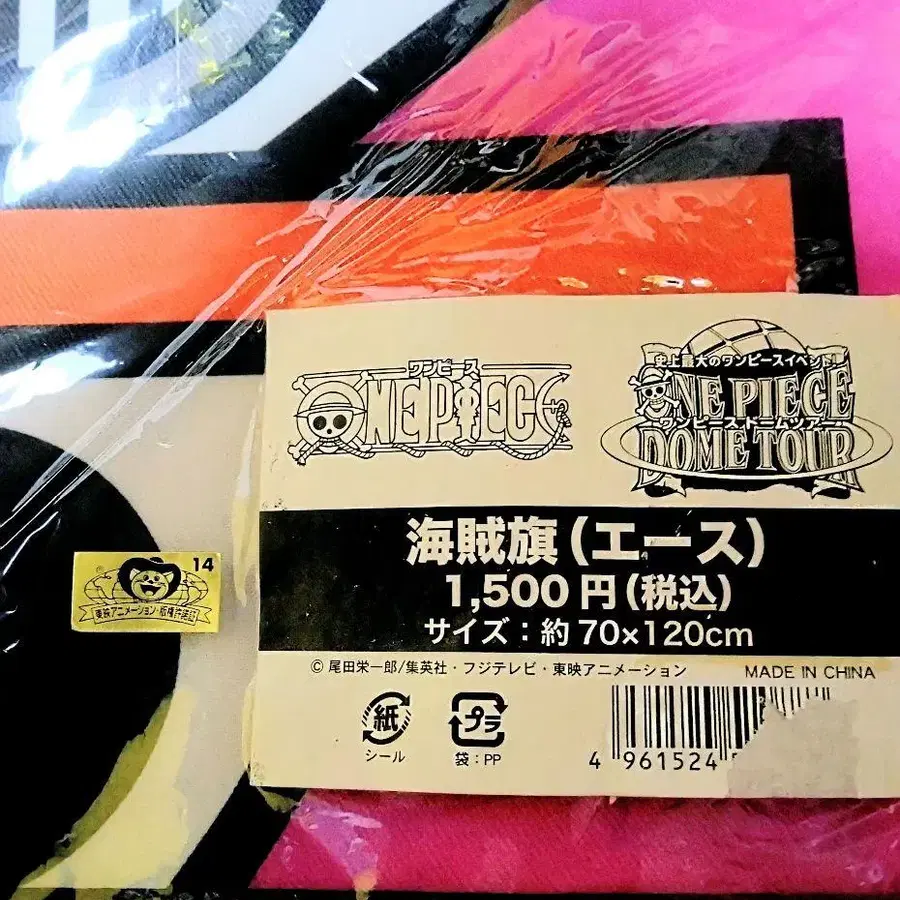 ワンピース
ONE PIECE
史上最大のワンピースイベント!
ONE PIECE
ワンピース ドームツアー
DOME TOUR
海賊旗(エース)
1,500円(税込)
サイズ:約70×120cm
14
東映アニメーション・版権許諾証
© 尾田栄一郎/集英社・フジテレビ・東映アニメーション
MADE IN CHINA
紙
シール
プラ
袋:PP
4 961524